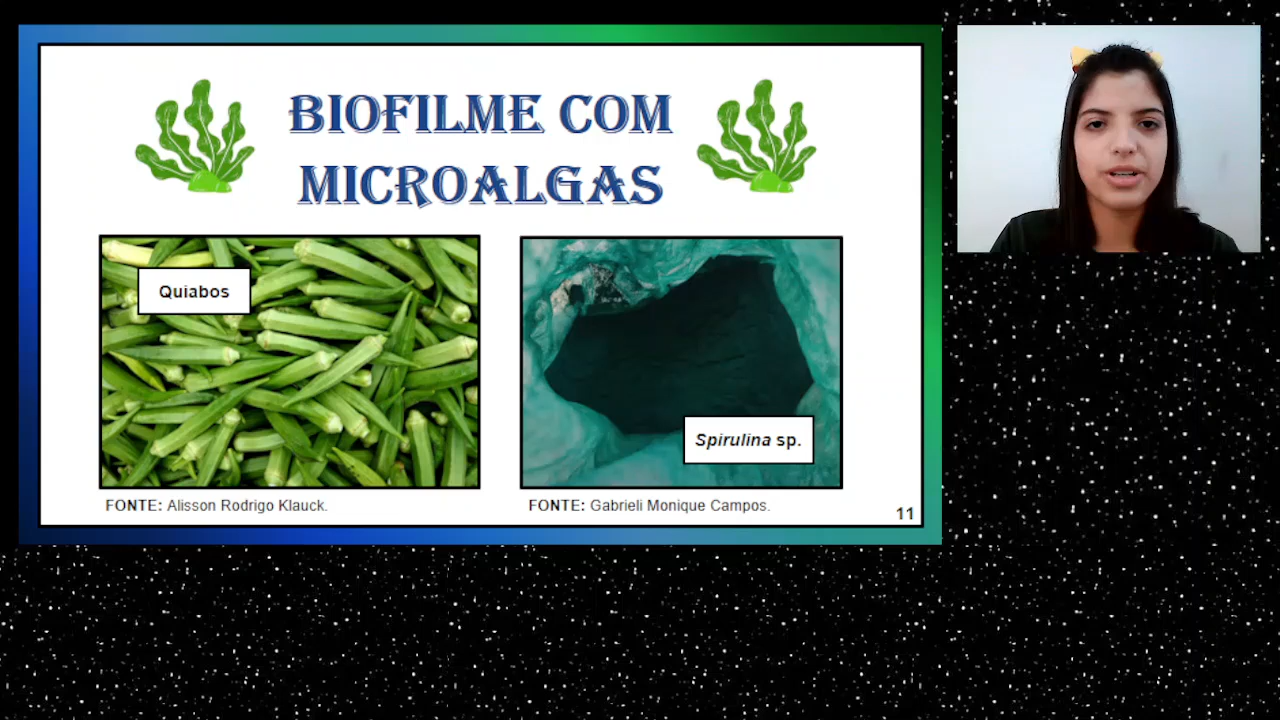 BIOFILME COM
MICROALGAS
Quiabos
Spirulina sp.
FONTE: Alisson Rodrigo Klauck.
FONTE: Gabrieli Monique Campos.
11